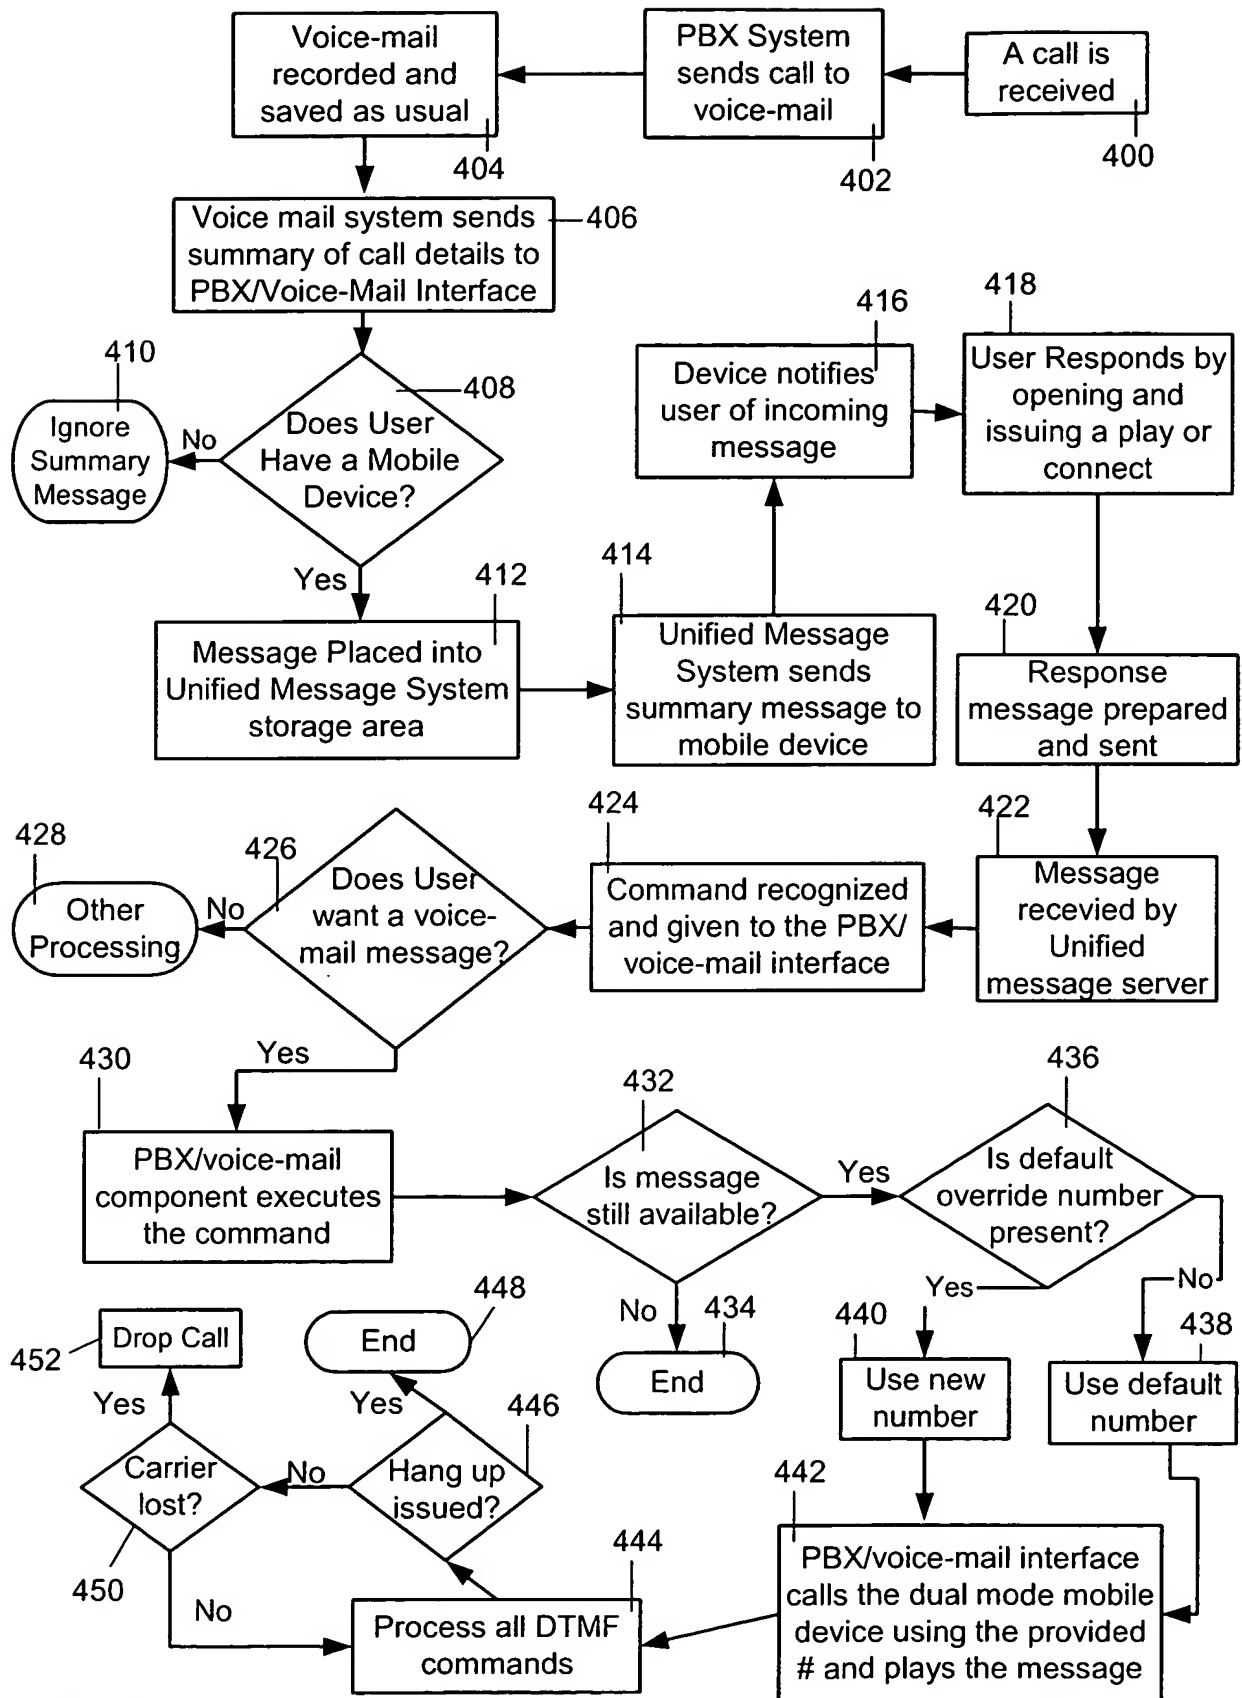 Voice-mail
recorded and
saved as usual
404
PBX System
sends call to
voice-mail
402
A call is
received
400
Voice mail system sends
summary of call details to
PBX/Voice-Mail Interface
406
408
Does User
Have a Mobile
Device?
No
410
Ignore
Summary
Message
Yes
412
Message Placed into
Unified Message System
storage area
414
Unified Message
System sends
summary message to
mobile device
416
Device notifies
user of incoming
message
418
User Responds by
opening and
issuing a play or
connect
420
Response
message prepared
and sent
422
Message
recevied by
Unified
message server
424
Command recognized
and given to the PBX/
voice-mail interface
426
Does User
want a voice-
mail message?
No
428
Other
Processing
Yes
430
PBX/voice-mail
component executes
the command
432
Is message
still available?
Yes
No
434
End
436
Is default
override number
present?
Yes
No
440
Use new
number
438
Use default
number
442
PBX/voice-mail interface
calls the dual mode mobile
device using the provided
# and plays the message
444
Process all DTMF
commands
446
Hang up
issued?
Yes
448
End
No
Carrier
lost?
450
Yes
452
Drop Call
No